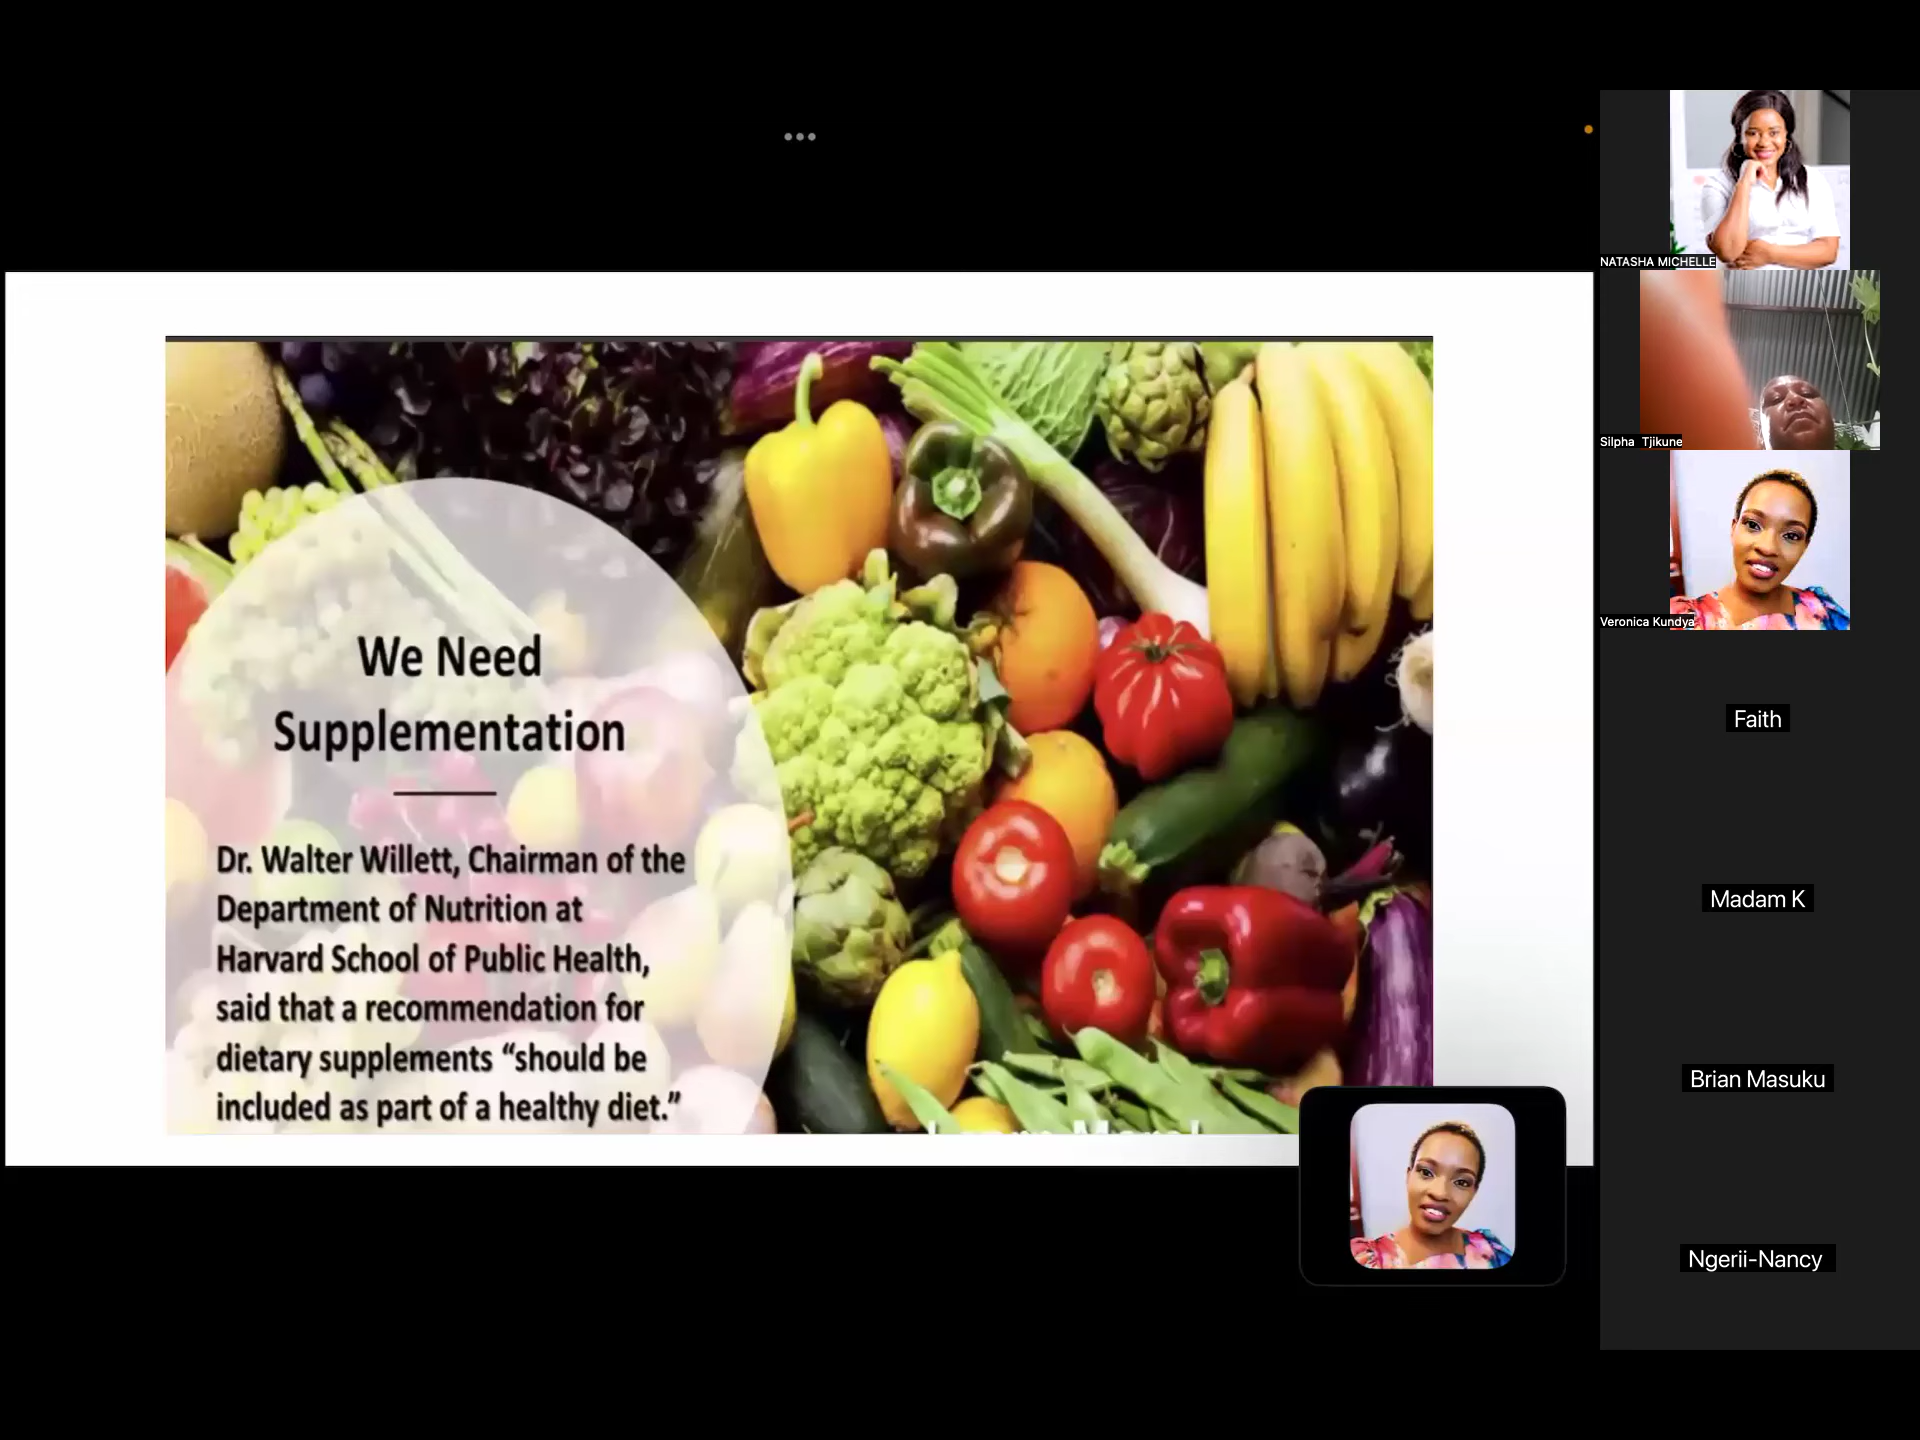 We Need
Supplementation
Dr. Walter Willett, Chairman of the
Department of Nutrition at
Harvard School of Public Health,
said that a recommendation for
dietary supplements “should be
included as part of a healthy diet.”
NATASHA MICHELLE
Silpha Tjikune
Veronica Kundya
Faith
Madam K
Brian Masuku
Ngerii-Nancy